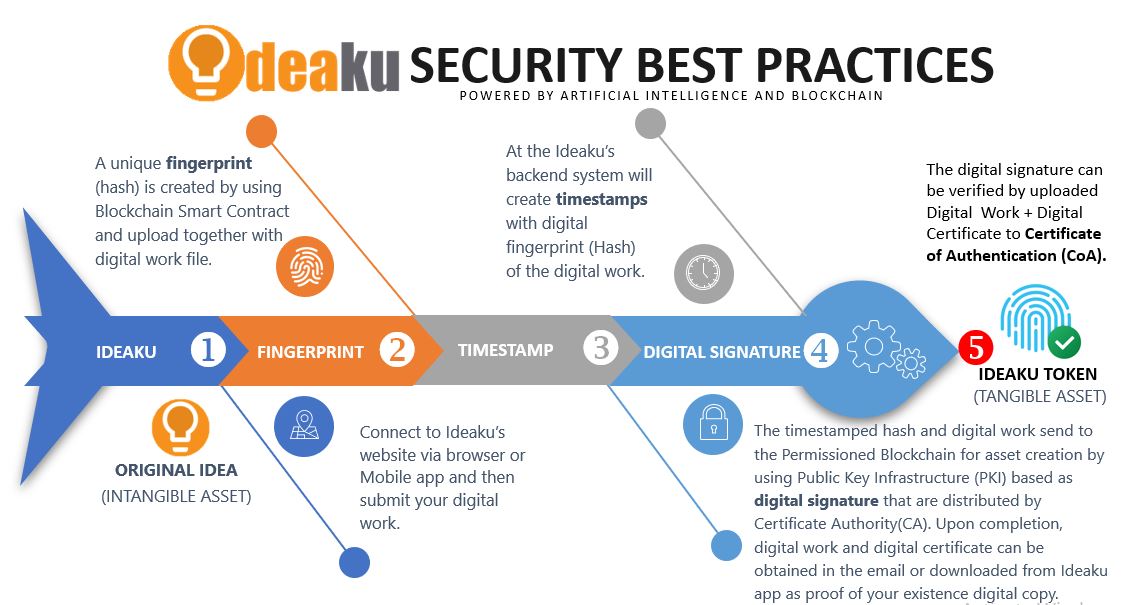 Ideaku SECURITY BEST PRACTICES
POWERED BY ARTIFICIAL INTELLIGENCE AND BLOCKCHAIN
A unique fingerprint
(hash) is created by using
Blockchain Smart Contract
and upload together with
digital work file.
At the Ideaku's
backend system will
create timestamps
with digital
fingerprint (Hash)
of the digital work.
The digital signature can
be verified by uploaded
Digital Work + Digital
Certificate to Certificate
of Authentication (CoA).
IDEAKU 1
FINGERPRINT 2
TIMESTAMP 3
DIGITAL SIGNATURE 4
5
IDEAKU TOKEN
(TANGIBLE ASSET)
ORIGINAL IDEA
(INTANGIBLE ASSET)
Connect to Ideaku's
website via browser or
Mobile app and then
submit your digital
work.
The timestamped hash and digital work send to
the Permissioned Blockchain for asset creation by
using Public Key Infrastructure (PKI) based as
digital signature that are distributed by
Certificate Authority(CA). Upon completion,
digital work and digital certificate can be
obtained in the email or downloaded from Ideaku
app as proof of your existence digital copy.